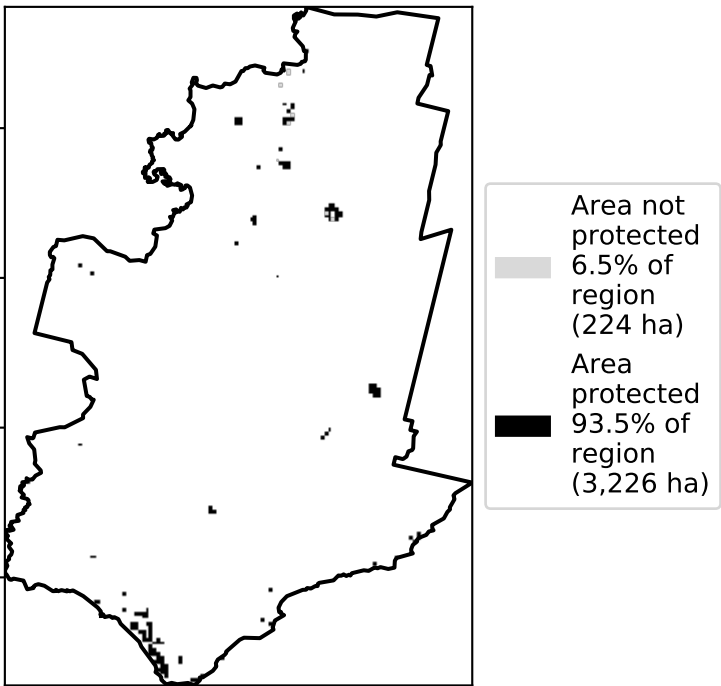 Area not
protected
6.5% of
region
(224 ha)
Area
protected
93.5% of
region
(3,226 ha)